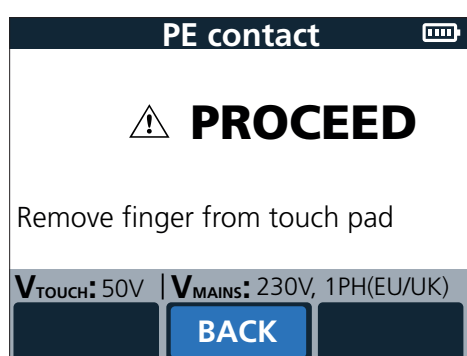 PE contact
PROCEED
Remove finger from touch pad
VTOUCH: 50V | VMAINS: 230V, 1PH(EU/UK)
BACK